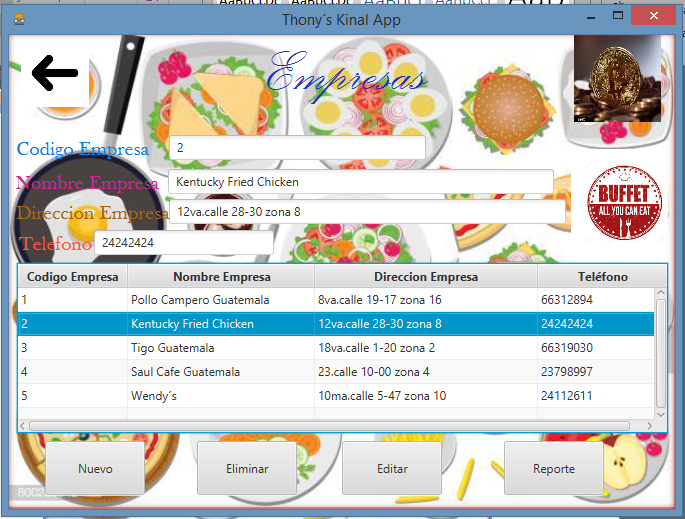 Thony´s Kinal App
Empresas
Codigo Empresa 2
Nombre Empresa Kentucky Fried Chicken
Direccion Empresa 12va.calle 28-30 zona 8
Telefono 24242424
BUFFET
ALL YOU CAN EAT
Codigo Empresa Nombre Empresa Direccion Empresa Teléfono
1 Pollo Campero Guatemala 8va.calle 19-17 zona 16 66312894
2 Kentucky Fried Chicken 12va.calle 28-30 zona 8 24242424
3 Tigo Guatemala 18va.calle 1-20 zona 2 66319030
4 Saul Cafe Guatemala 23.calle 10-00 zona 4 23798997
5 Wendy´s 10ma.calle 5-47 zona 10 24112611
Nuevo Eliminar Editar Reporte